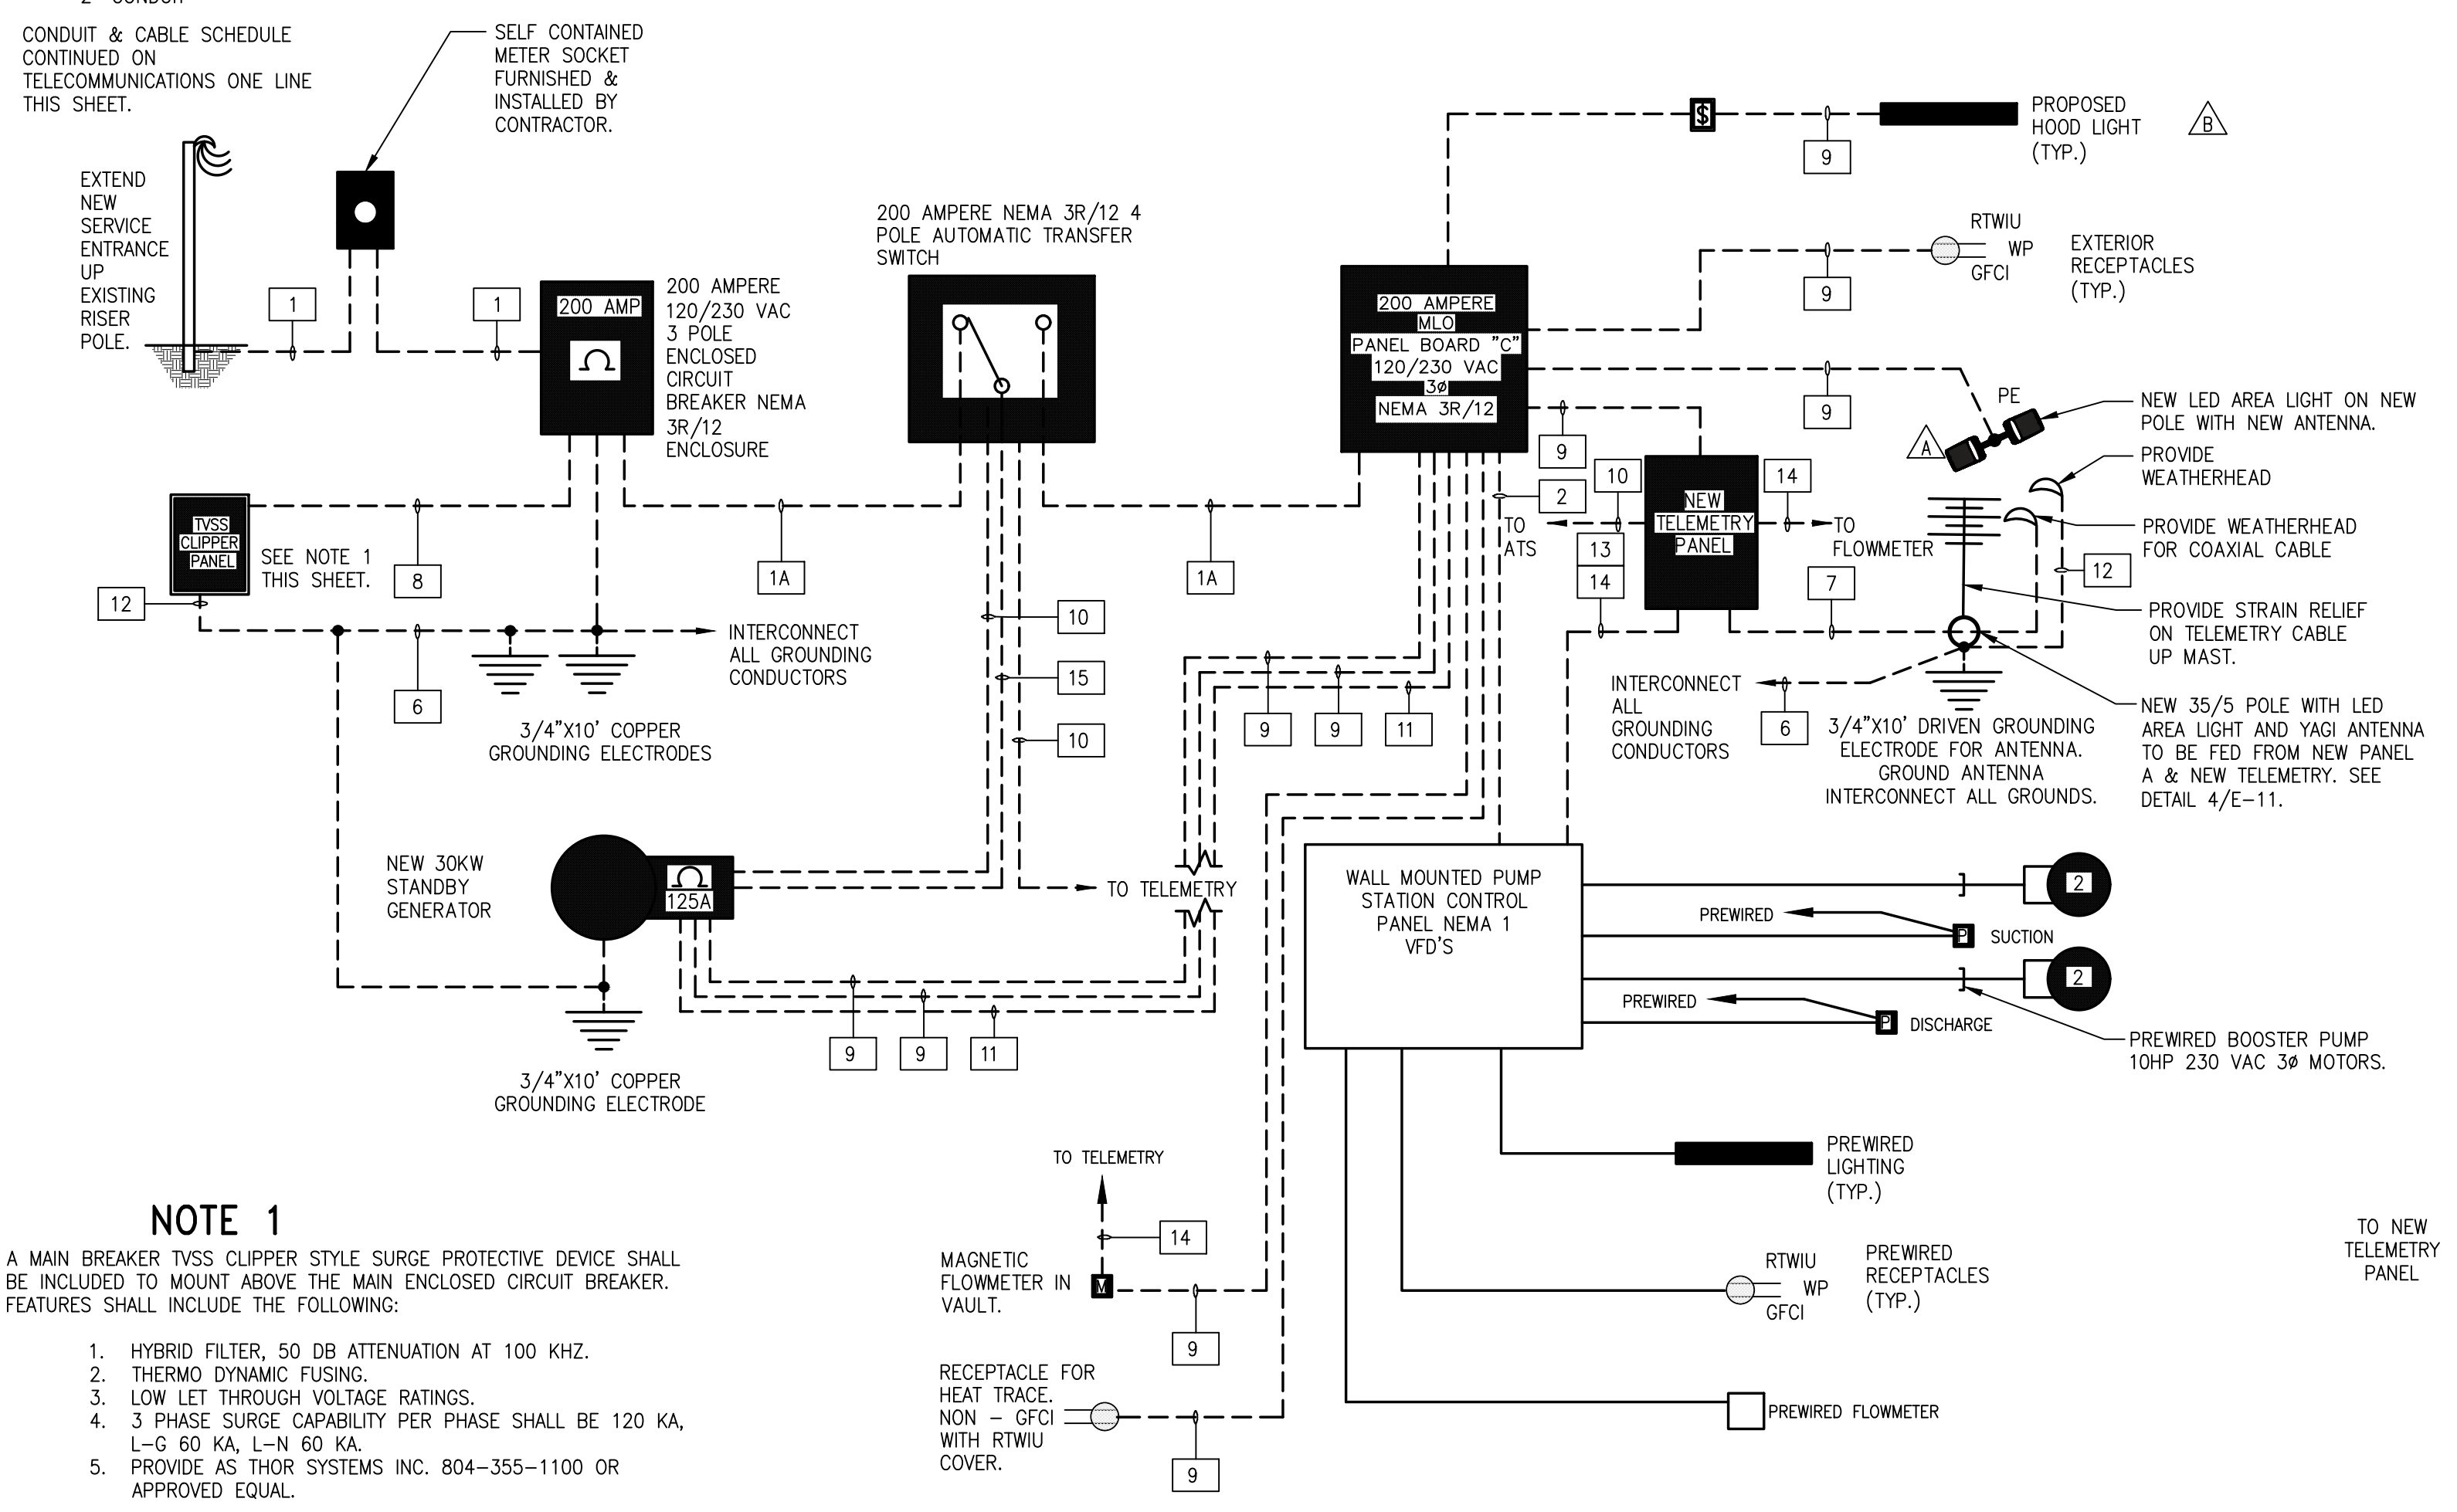 CONDUIT & CABLE SCHEDULE
CONTINUED ON
TELECOMMUNICATIONS ONE LINE
THIS SHEET.
SELF CONTAINED
METER SOCKET
FURNISHED &
INSTALLED BY
CONTRACTOR.
EXTEND
NEW
SERVICE
ENTRANCE
UP
EXISTING
RISER
POLE.
1
1
200 AMP
200 AMPERE
120/230 VAC
3 POLE
ENCLOSED
CIRCUIT
BREAKER NEMA
3R/12
ENCLOSURE
200 AMPERE NEMA 3R/12 4
POLE AUTOMATIC TRANSFER
SWITCH
200 AMPERE
MLO
PANEL BOARD "C"
120/230 VAC
3ø
NEMA 3R/12
$
9
PROPOSED
HOOD LIGHT
(TYP.)
B
9
RTWIU
WP
GFCI
EXTERIOR
RECEPTACLES
(TYP.)
9
PE
A
NEW LED AREA LIGHT ON NEW
POLE WITH NEW ANTENNA.
PROVIDE
WEATHERHEAD
PROVIDE WEATHERHEAD
FOR COAXIAL CABLE
12
PROVIDE STRAIN RELIEF
ON TELEMETRY CABLE
UP MAST.
NEW 35/5 POLE WITH LED
AREA LIGHT AND YAGI ANTENNA
TO BE FED FROM NEW PANEL
A & NEW TELEMETRY. SEE
DETAIL 4/E-11.
9
2
10
14
NEW
TELEMETRY
PANEL
TO
ATS
TO
FLOWMETER
13
14
7
INTERCONNECT
ALL
GROUNDING
CONDUCTORS
6
3/4"X10' DRIVEN GROUNDING
ELECTRODE FOR ANTENNA.
GROUND ANTENNA
INTERCONNECT ALL GROUNDS.
TVSS
CLIPPER
PANEL
SEE NOTE 1
THIS SHEET.
8
12
6
1A
1A
INTERCONNECT
ALL GROUNDING
CONDUCTORS
3/4"X10' COPPER
GROUNDING ELECTRODES
10
15
10
9
9
11
NEW 30KW
STANDBY
GENERATOR
125A
TO TELEMETRY
9
9
11
3/4"X10' COPPER
GROUNDING ELECTRODE
WALL MOUNTED PUMP
STATION CONTROL
PANEL NEMA 1
VFD'S
2
PREWIRED
P
SUCTION
2
PREWIRED
P
DISCHARGE
PREWIRED BOOSTER PUMP
10HP 230 VAC 3ø MOTORS.
PREWIRED
LIGHTING
(TYP.)
RTWIU
WP
GFCI
PREWIRED
RECEPTACLES
(TYP.)
PREWIRED FLOWMETER
TO NEW
TELEMETRY
PANEL
TO TELEMETRY
14
MAGNETIC
FLOWMETER IN
VAULT.
M
9
RECEPTACLE FOR
HEAT TRACE.
NON - GFCI
WITH RTWIU
COVER.
9
NOTE 1
A MAIN BREAKER TVSS CLIPPER STYLE SURGE PROTECTIVE DEVICE SHALL
BE INCLUDED TO MOUNT ABOVE THE MAIN ENCLOSED CIRCUIT BREAKER.
FEATURES SHALL INCLUDE THE FOLLOWING:
1. HYBRID FILTER, 50 DB ATTENUATION AT 100 KHZ.
2. THERMO DYNAMIC FUSING.
3. LOW LET THROUGH VOLTAGE RATINGS.
4. 3 PHASE SURGE CAPABILITY PER PHASE SHALL BE 120 KA,
L-G 60 KA, L-N 60 KA.
5. PROVIDE AS THOR SYSTEMS INC. 804-355-1100 OR
APPROVED EQUAL.